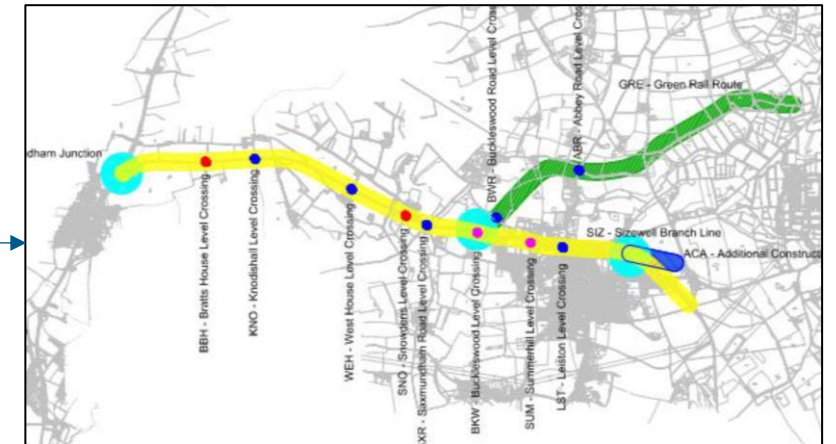 GRE - Green Rail Route
BWR - Buckleswood Road Level Cros
ABR - Abbey Road Level Cros
dham Junction
SIZ - Sizewell Branch Line
ACA - Additional Construct
BBH - Bratts House Level Crossing
KNO - Knodishall Level Crossing
WEH - West House Level Crossing
SNO - Snowdens Level Crossing
XR - Saxmundham Road Level Crossing
BKW - Buckleswood Level Crossing
SUM - Summerhill Level Crossing
LST - Leiston Level Crossing